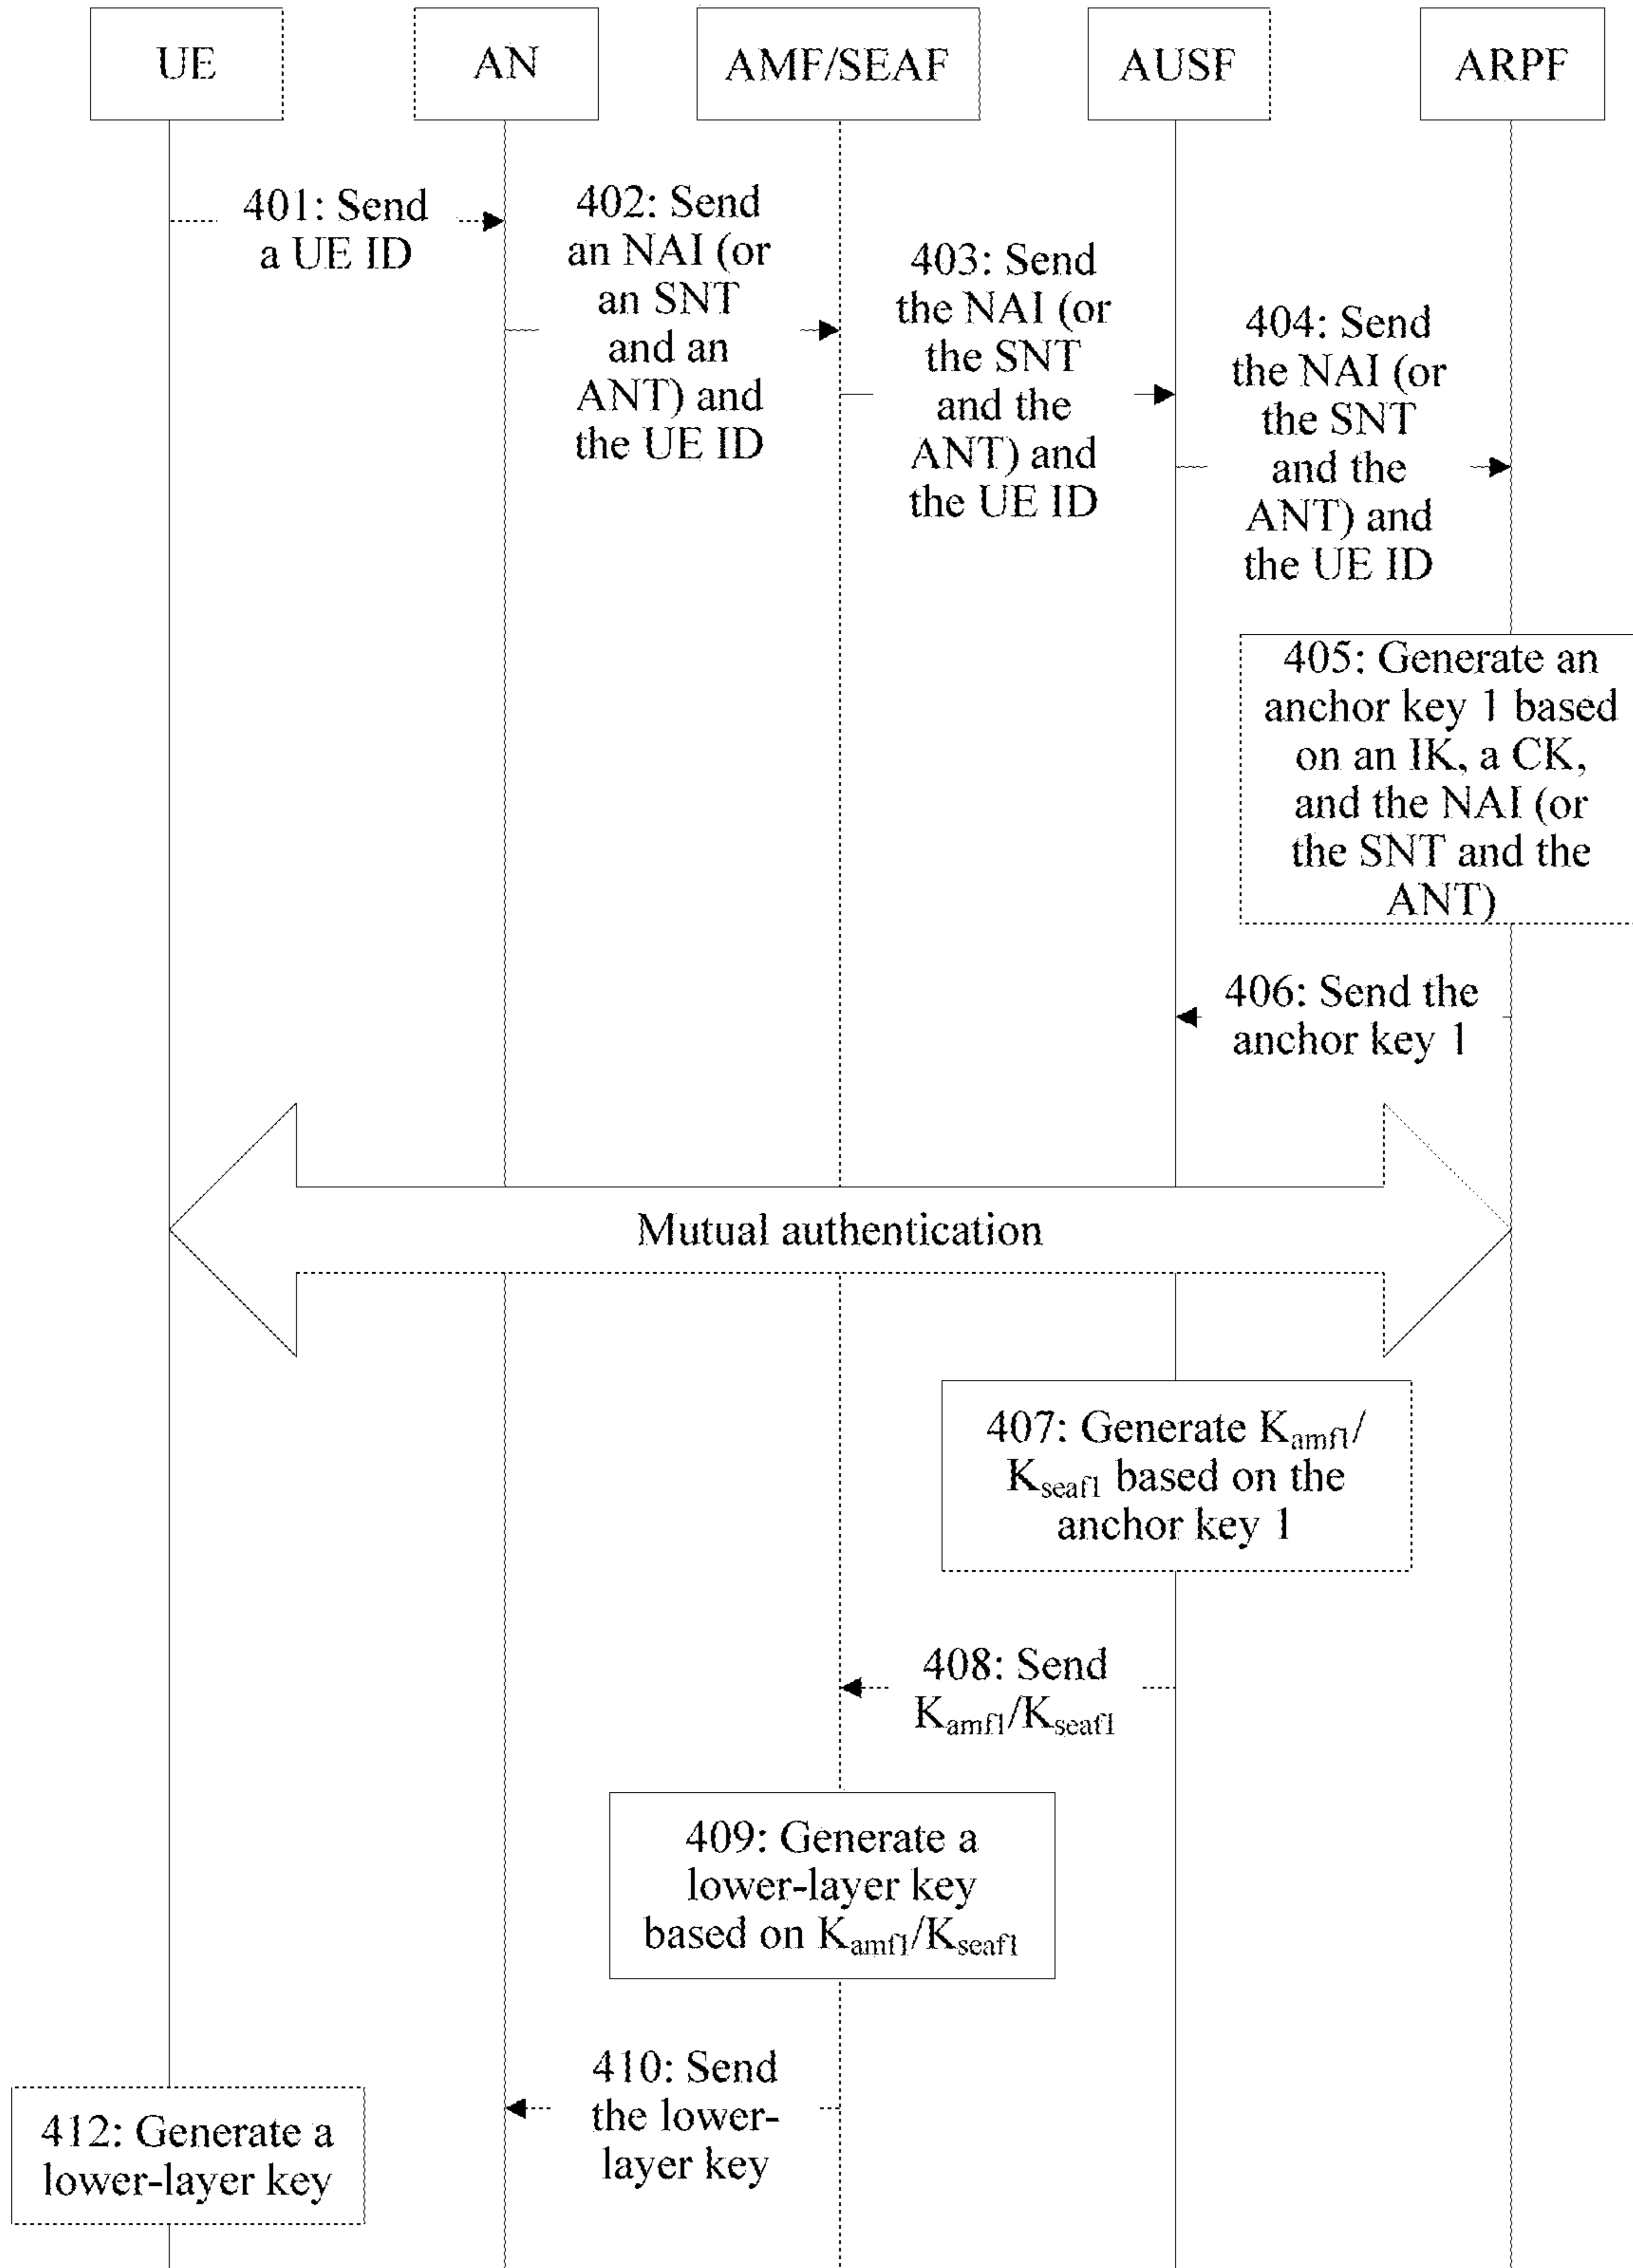 UE
AN
AMF/SEAF
AUSF
ARPF
401: Send
a UE ID
402: Send
an NAI (or
an SNT
and an
ANT) and
the UE ID
403: Send
the NAI (or
the SNT
and the
ANT) and
the UE ID
404: Send
the NAI (or
the SNT
and the
ANT) and
the UE ID
405: Generate an
anchor key 1 based
on an IK, a CK,
and the NAI (or
the SNT and the
ANT)
406: Send the
anchor key 1
Mutual authentication
407: Generate Kamf1/
Kseaf1 based on the
anchor key 1
408: Send
Kamf1/Kseaf1
409: Generate a
lower-layer key
based on Kamf1/Kseaf1
410: Send
the lower-
layer key
412: Generate a
lower-layer key